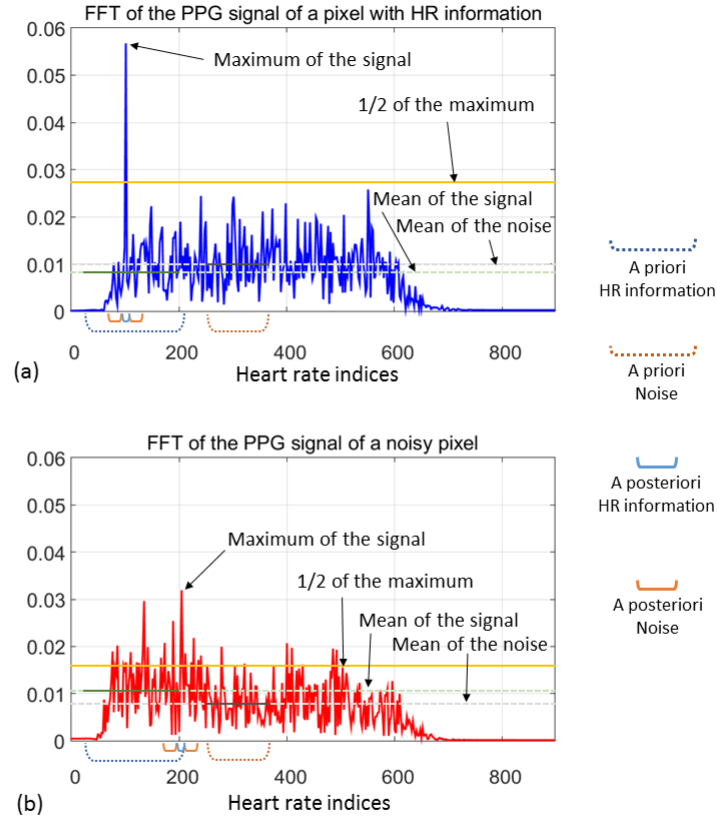 FFT of the PPG signal of a pixel with HR information
0.06
0.05
0.04
0.03
0.02
0.01
0
Maximum of the signal
1/2 of the maximum
Mean of the signal
Mean of the noise
0
200
400
600
800
Heart rate indices
(a)
A priori
HR information
A priori
Noise
A posteriori
HR information
A posteriori
Noise
FFT of the PPG signal of a noisy pixel
0.06
0.05
0.04
0.03
0.02
0.01
0
Maximum of the signal
1/2 of the maximum
Mean of the signal
Mean of the noise
0
200
400
600
800
Heart rate indices
(b)